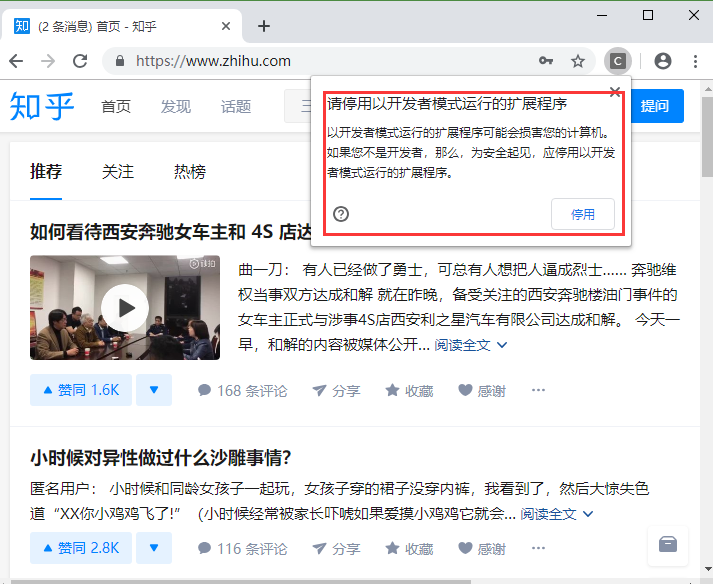 知 (2 条消息) 首页 - 知乎
https://www.zhihu.com
C
知乎 首页 发现 话题 提问
请停用以开发者模式运行的扩展程序
以开发者模式运行的扩展程序可能会损害您的计算机。
如果您不是开发者，那么，为安全起见，应停用以开发
者模式运行的扩展程序。
停用
推荐 关注 热榜
如何看待西安奔驰女车主和 4S 店达
曲一刀： 有人已经做了勇士，可总有人想把人逼成烈士...... 奔驰维
权当事双方达成和解 就在昨晚，备受关注的西安奔驰楼油门事件的
女车主正式与涉事4S店西安利之星汽车有限公司达成和解。 今天一
早，和解的内容被媒体公开... 阅读全文
赞同 1.6K 168 条评论 分享 收藏 感谢 ···
小时候对异性做过什么沙雕事情？
匿名用户： 小时候和同龄女孩子一起玩，女孩子穿的裙子没穿内裤，我看到了，然后大惊失色
道“XX你小鸡鸡飞了!” （小时候经常被家长吓唬如果爱摸小鸡鸡它就会... 阅读全文
赞同 2.8K 116 条评论 分享 收藏 感谢 ···